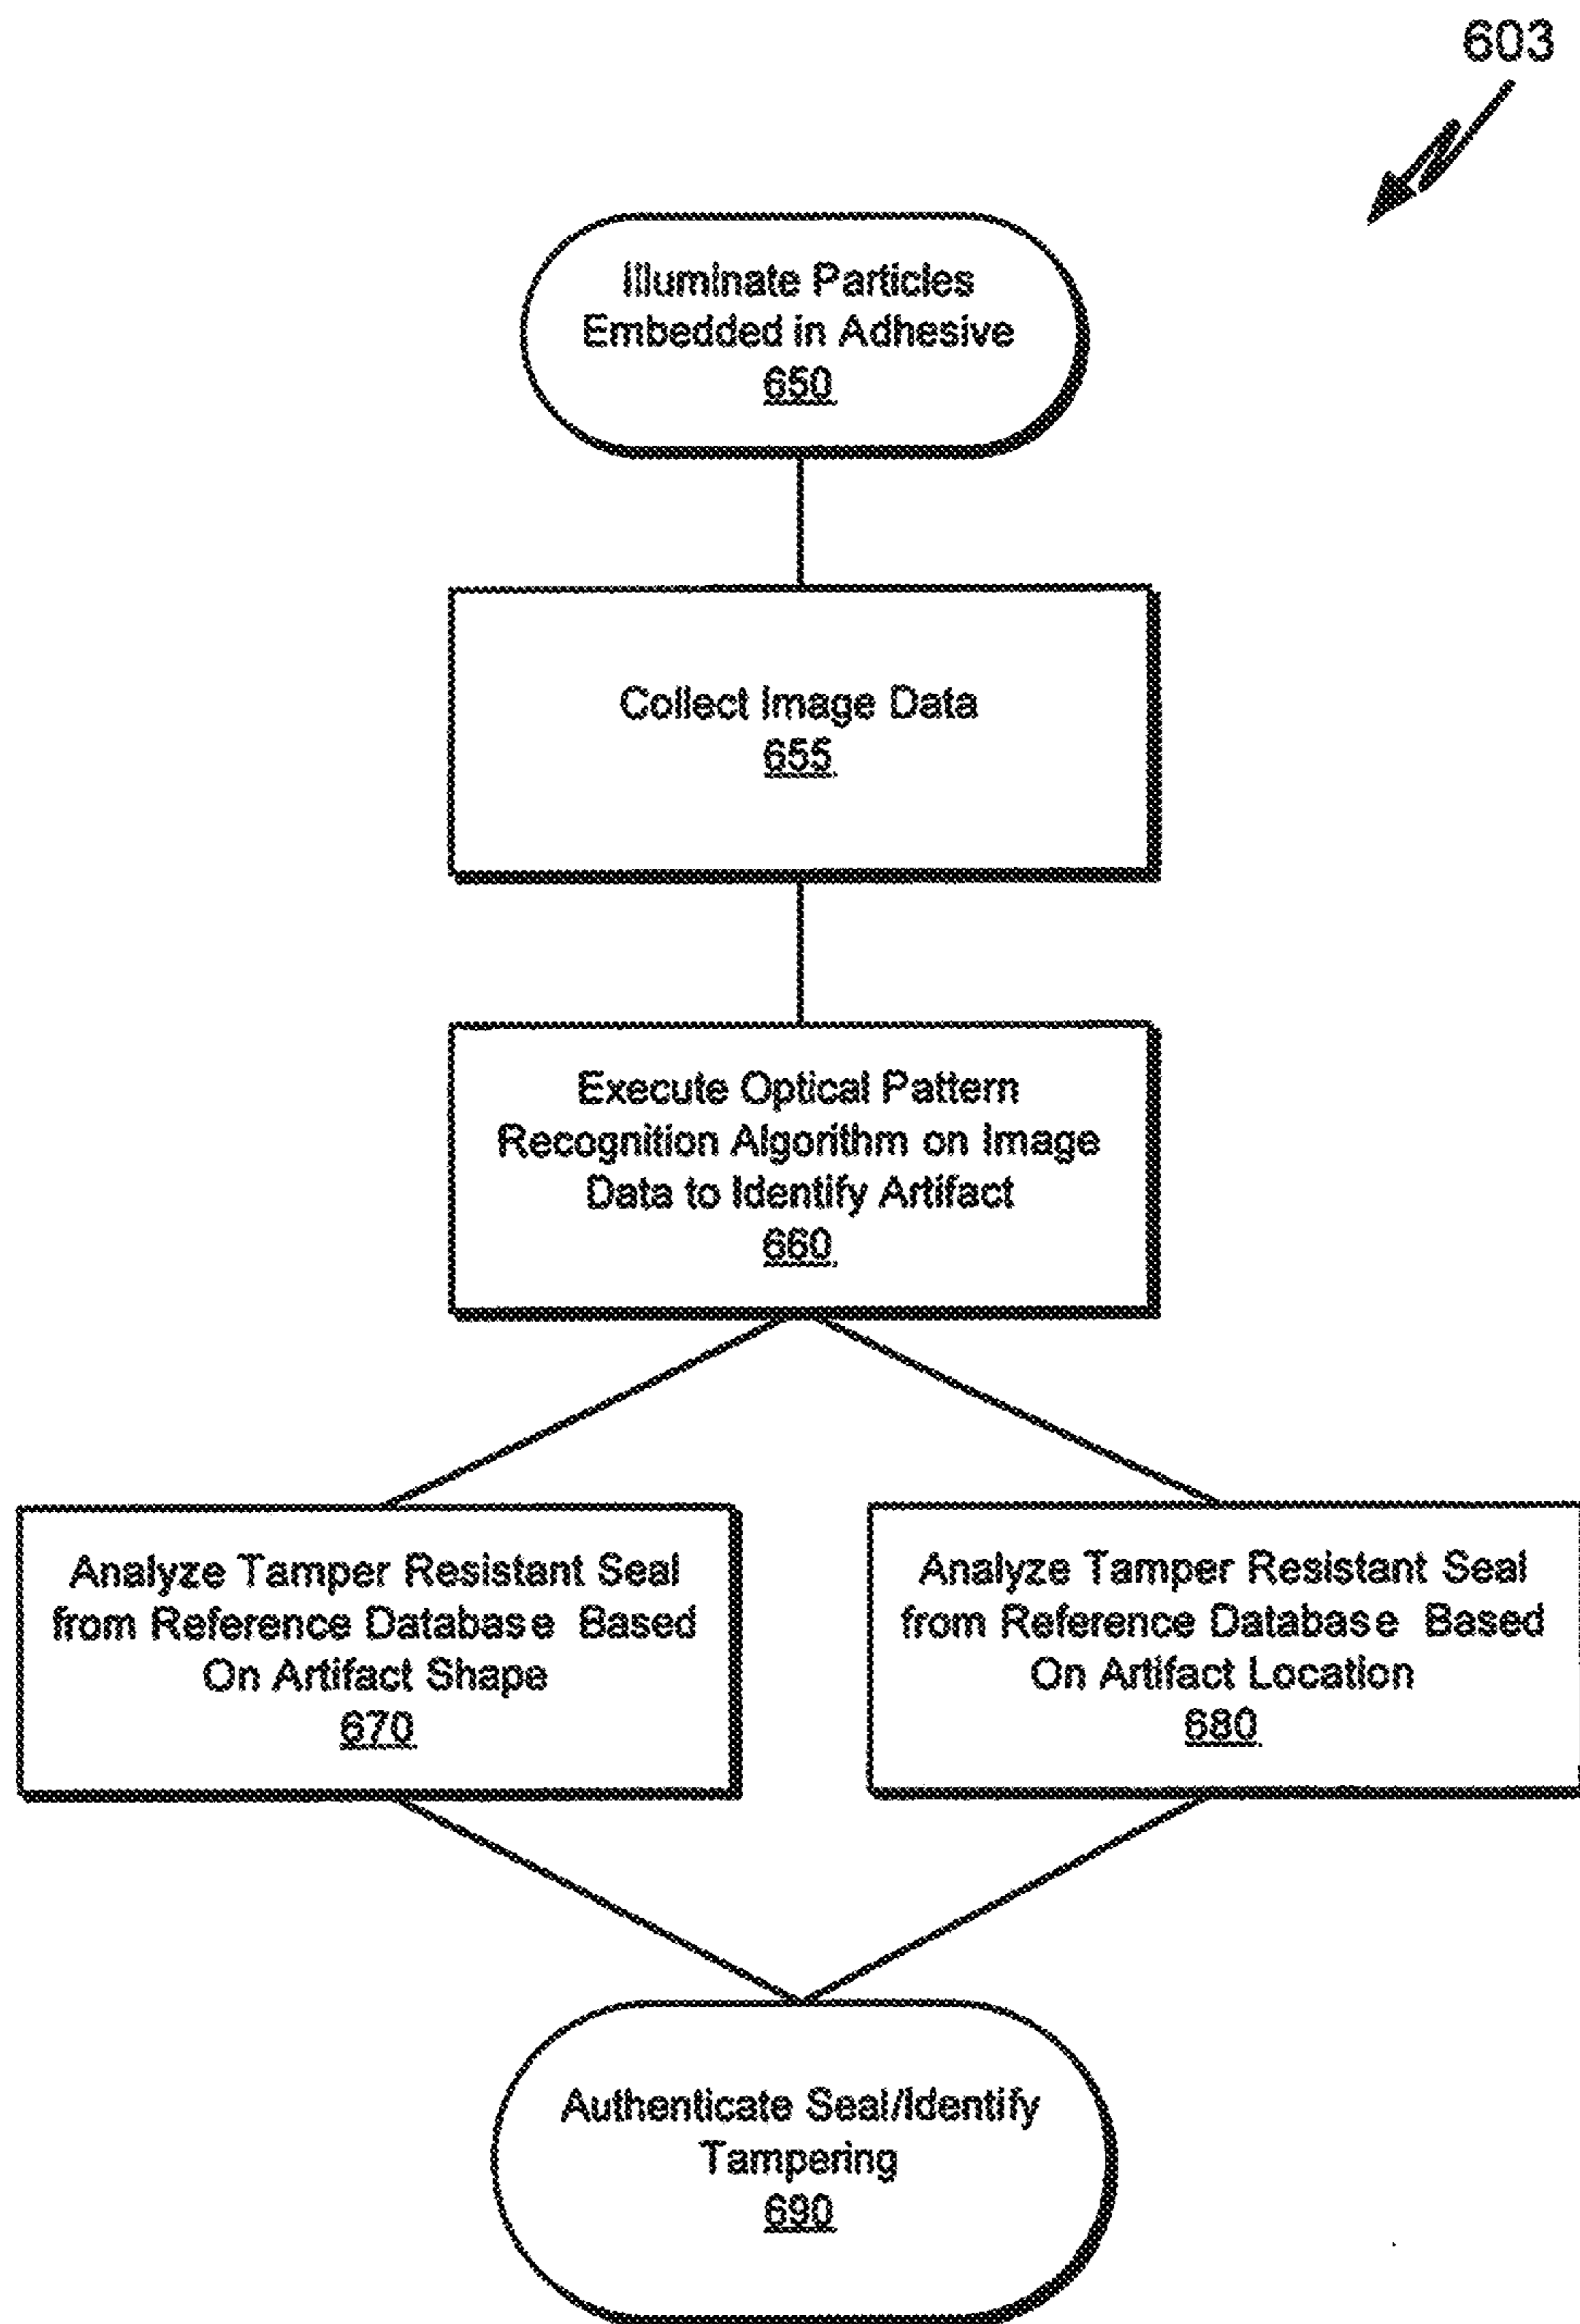 603
Illuminate Particles
Embedded in Adhesive
650
Collect Image Data
655
Execute Optical Pattern
Recognition Algorithm on Image
Data to Identify Artifact
660
Analyze Tamper Resistant Seal
from Reference Database Based
On Artifact Shape
670
Analyze Tamper Resistant Seal
from Reference Database Based
On Artifact Location
680
Authenticate Seal/Identify
Tampering
690